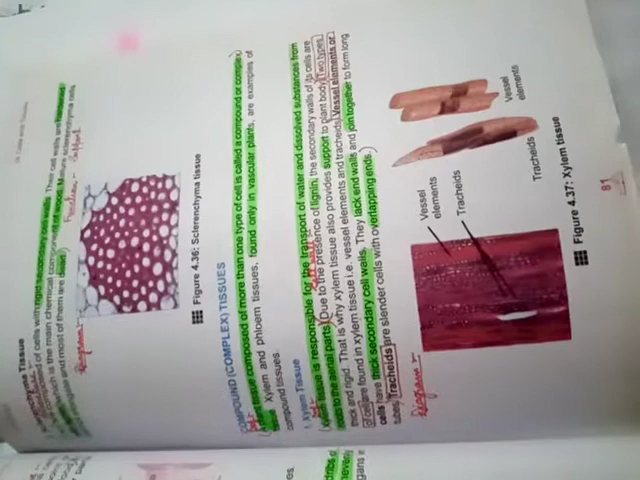 Tissue
composed of cells with rigid secondary cell walls. Their cell walls are
which is the main chemical component of wood. Mature sclerenchyma cells
and most of them are dead.
Figure 4.36: Sclerenchyma tissue
COMPOUND (COMPLEX) TISSUES
tissue composed of more than one type of cell is called a compound or complex
Xylem and phloem tissues, found only in vascular plants, are examples of
compound tissues.
1. Xylem Tissue
Xylem tissue is responsible for the transport of water and dissolved substances from
roots to the aerial parts. Due to the presence of lignin, the secondary walls of its cells are
thick and rigid. That is why xylem tissue also provides support to plant body. Two types
of cell are found in xylem tissue i.e. vessel elements and tracheids. Vessel elements or
cells have thick secondary cell walls. They lack end walls and join together to form long
tubes. Tracheids are slender cells with overlapping ends.
Diagram
Vessel
elements
Tracheids
Vessel
elements
Tracheids
Figure 4.37: Xylem tissue
81